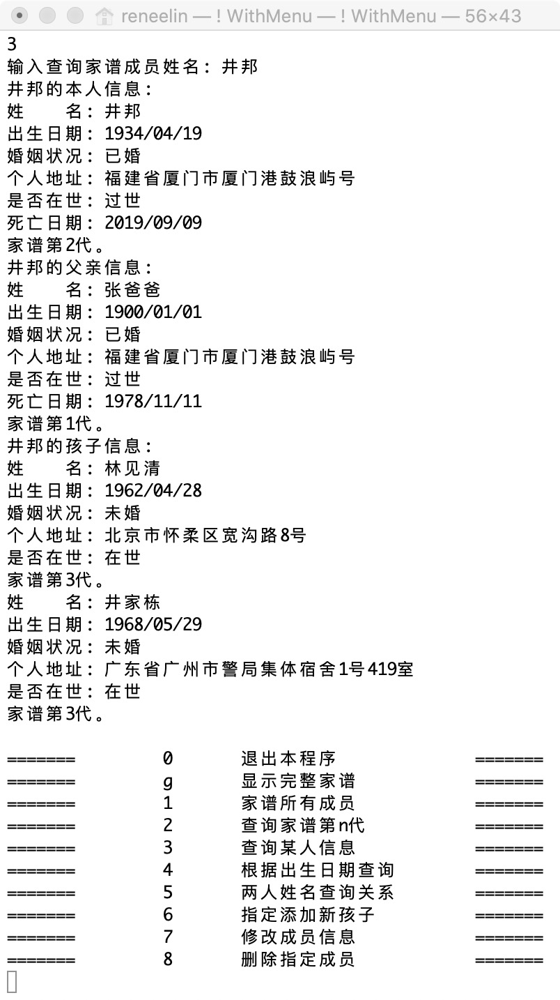 reneelin — ! WithMenu — ! WithMenu — 56×43
3
输入查询家谱成员姓名: 井邦
井邦的本人信息:
姓    名: 井邦
出生日期: 1934/04/19
婚姻状况: 已婚
个人地址: 福建省厦门市厦门港鼓浪屿号
是否在世: 过世
死亡日期: 2019/09/09
家谱第2代。
井邦的父亲信息:
姓    名: 张爸爸
出生日期: 1900/01/01
婚姻状况: 已婚
个人地址: 福建省厦门市厦门港鼓浪屿号
是否在世: 过世
死亡日期: 1978/11/11
家谱第1代。
井邦的孩子信息:
姓    名: 林见清
出生日期: 1962/04/28
婚姻状况: 未婚
个人地址: 北京市怀柔区宽沟路8号
是否在世: 在世
家谱第3代。
姓    名: 井家栋
出生日期: 1968/05/29
婚姻状况: 未婚
个人地址: 广东省广州市警局集体宿舍1号419室
是否在世: 在世
家谱第3代。
=======         0       退出本程序              =======
=======         g       显示完整家谱            =======
=======         1       家谱所有成员            =======
=======         2       查询家谱第n代           =======
=======         3       查询某人信息            =======
=======         4       根据出生日期查询        =======
=======         5       两人姓名查询关系        =======
=======         6       指定添加新孩子          =======
=======         7       修改成员信息            =======
=======         8       删除指定成员            =======